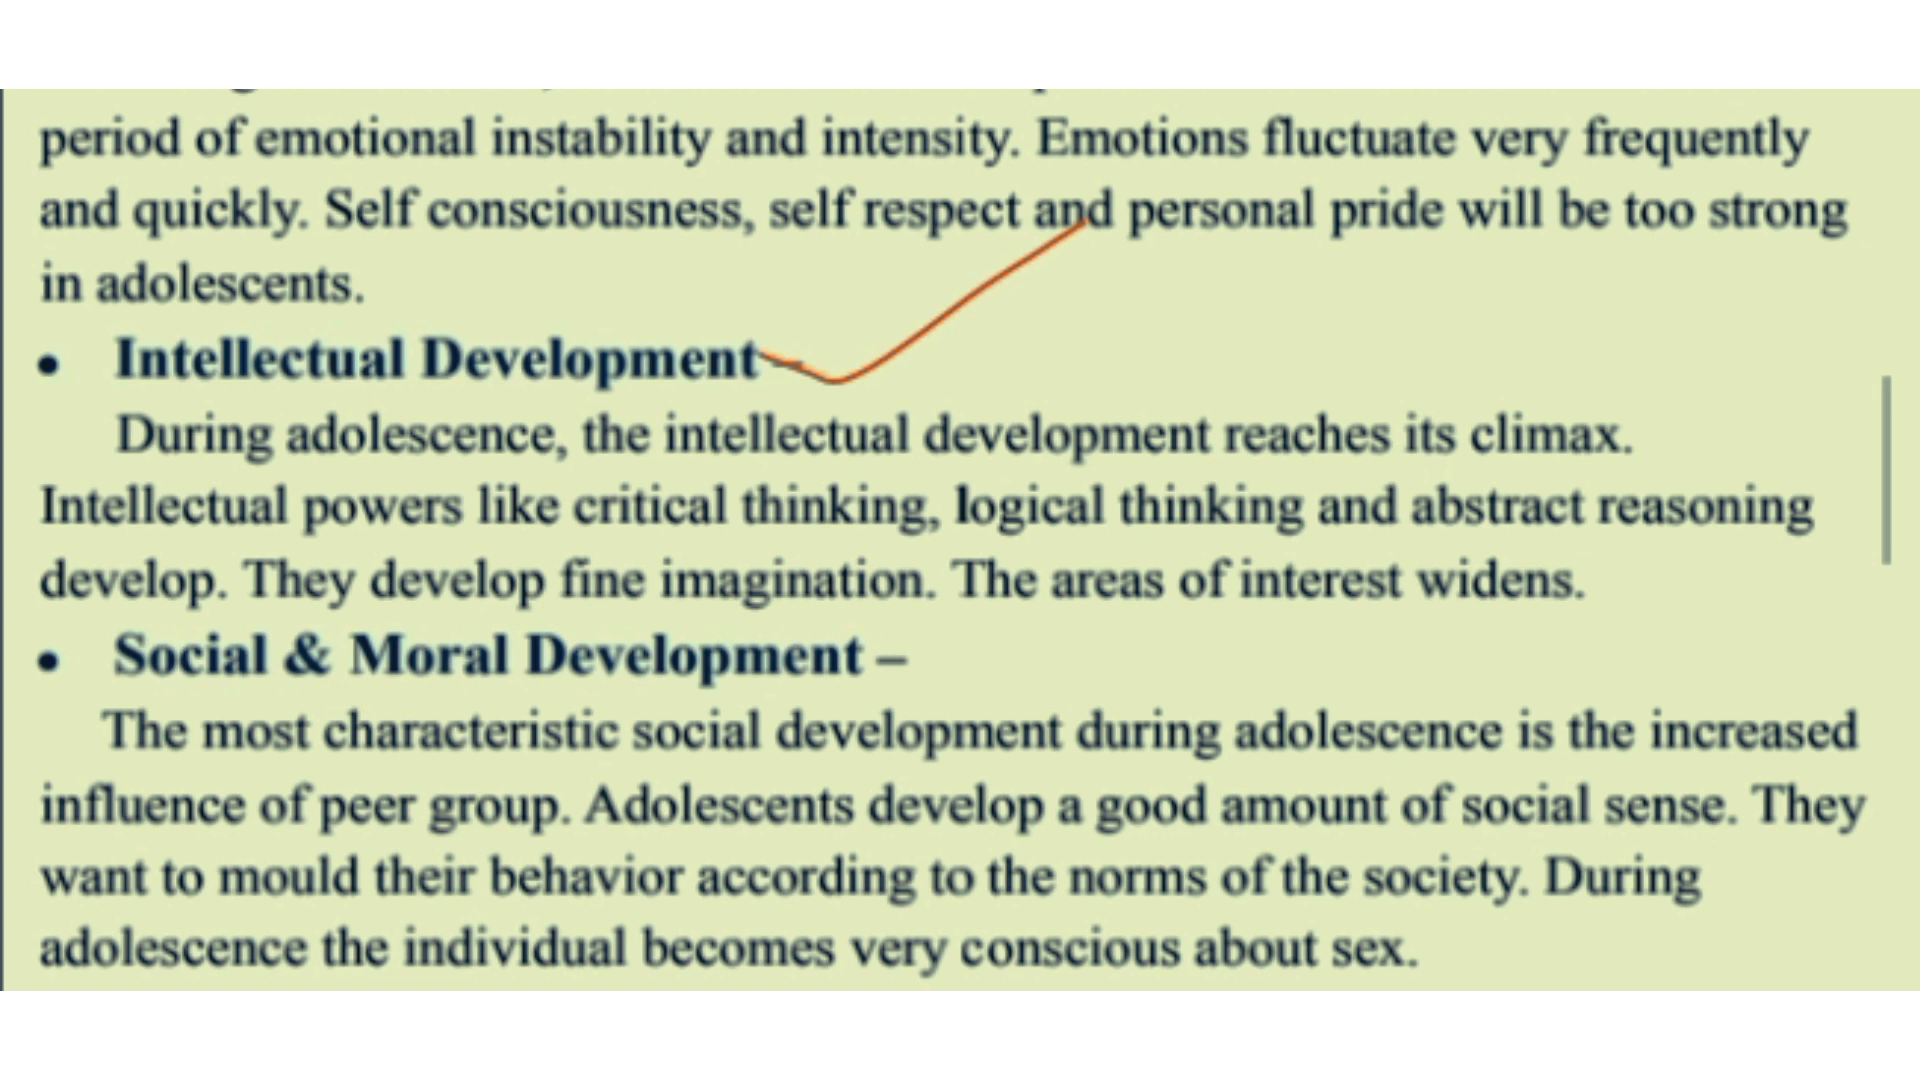 period of emotional instability and intensity. Emotions fluctuate very frequently
and quickly. Self consciousness, self respect and personal pride will be too strong
in adolescents.
• Intellectual Development
During adolescence, the intellectual development reaches its climax.
Intellectual powers like critical thinking, logical thinking and abstract reasoning
develop. They develop fine imagination. The areas of interest widens.
• Social & Moral Development –
The most characteristic social development during adolescence is the increased
influence of peer group. Adolescents develop a good amount of social sense. They
want to mould their behavior according to the norms of the society. During
adolescence the individual becomes very conscious about sex.